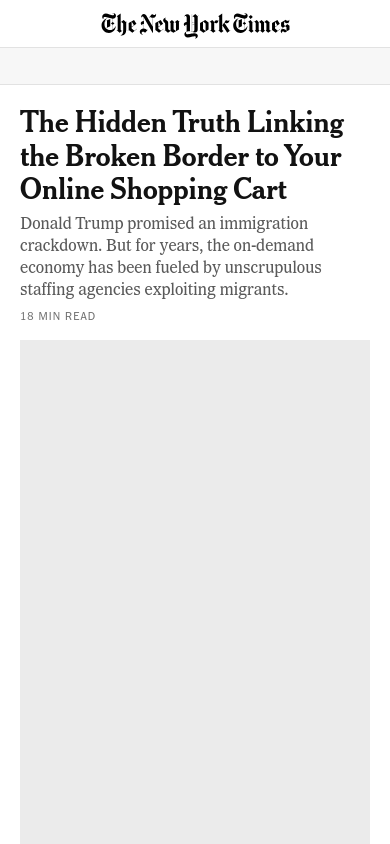 The New York Times
The Hidden Truth Linking
the Broken Border to Your
Online Shopping Cart
Donald Trump promised an immigration
crackdown. But for years, the on-demand
economy has been fueled by unscrupulous
staffing agencies exploiting migrants.
18 MIN READ